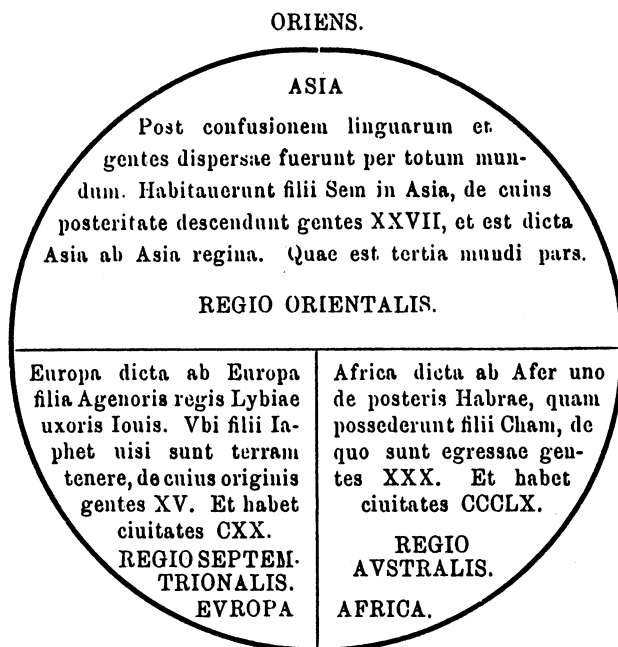 ORIENS.
ASIA
Post confusionem linguarum et
gentes dispersae fuerunt per totum mun-
dum. Habitauerunt filii Sem in Asia, de cuius
posteritate descendunt gentes XXVII, et est dicta
Asia ab Asia regina. Quae est tertia mundi pars.
REGIO ORIENTALIS.
Europa dicta ab Europa
filia Agenoris regis Lybiae
uxoris Iouis. Vbi filii Ia-
phet uisi sunt terram
tenere, de cuius originis
gentes XV. Et habet
ciuitates CXX.
REGIO SEPTEM-
TRIONALIS.
EVROPA
Africa dicta ab Afer uno
de posteris Habrae, quam
possederunt filii Cham, de
quo sunt egressae gen-
tes XXX. Et habet
ciuitates CCCLX.
REGIO
AVSTRALIS.
AFRICA.